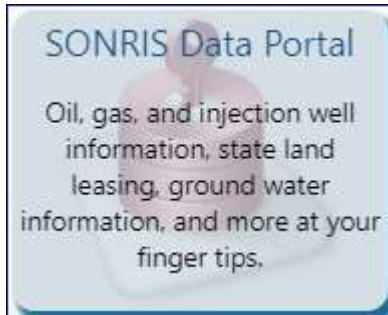 SONRIS Data Portal
Oil, gas, and injection well
information, state land
leasing, ground water
information, and more at your
finger tips.